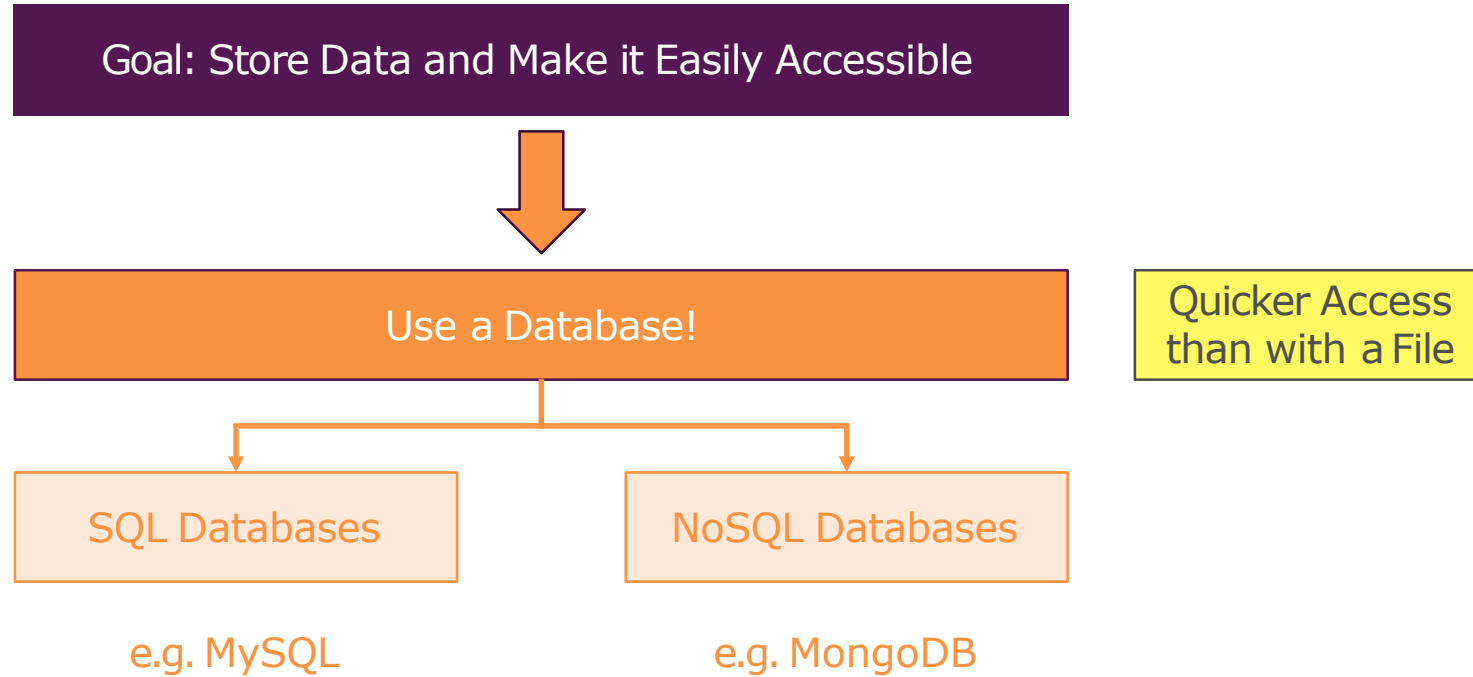 Goal: Store Data and Make it Easily Accessible
Use a Database!
Quicker Access
than with a File
SQL Databases
NoSQL Databases
e.g. MySQL
e.g. MongoDB